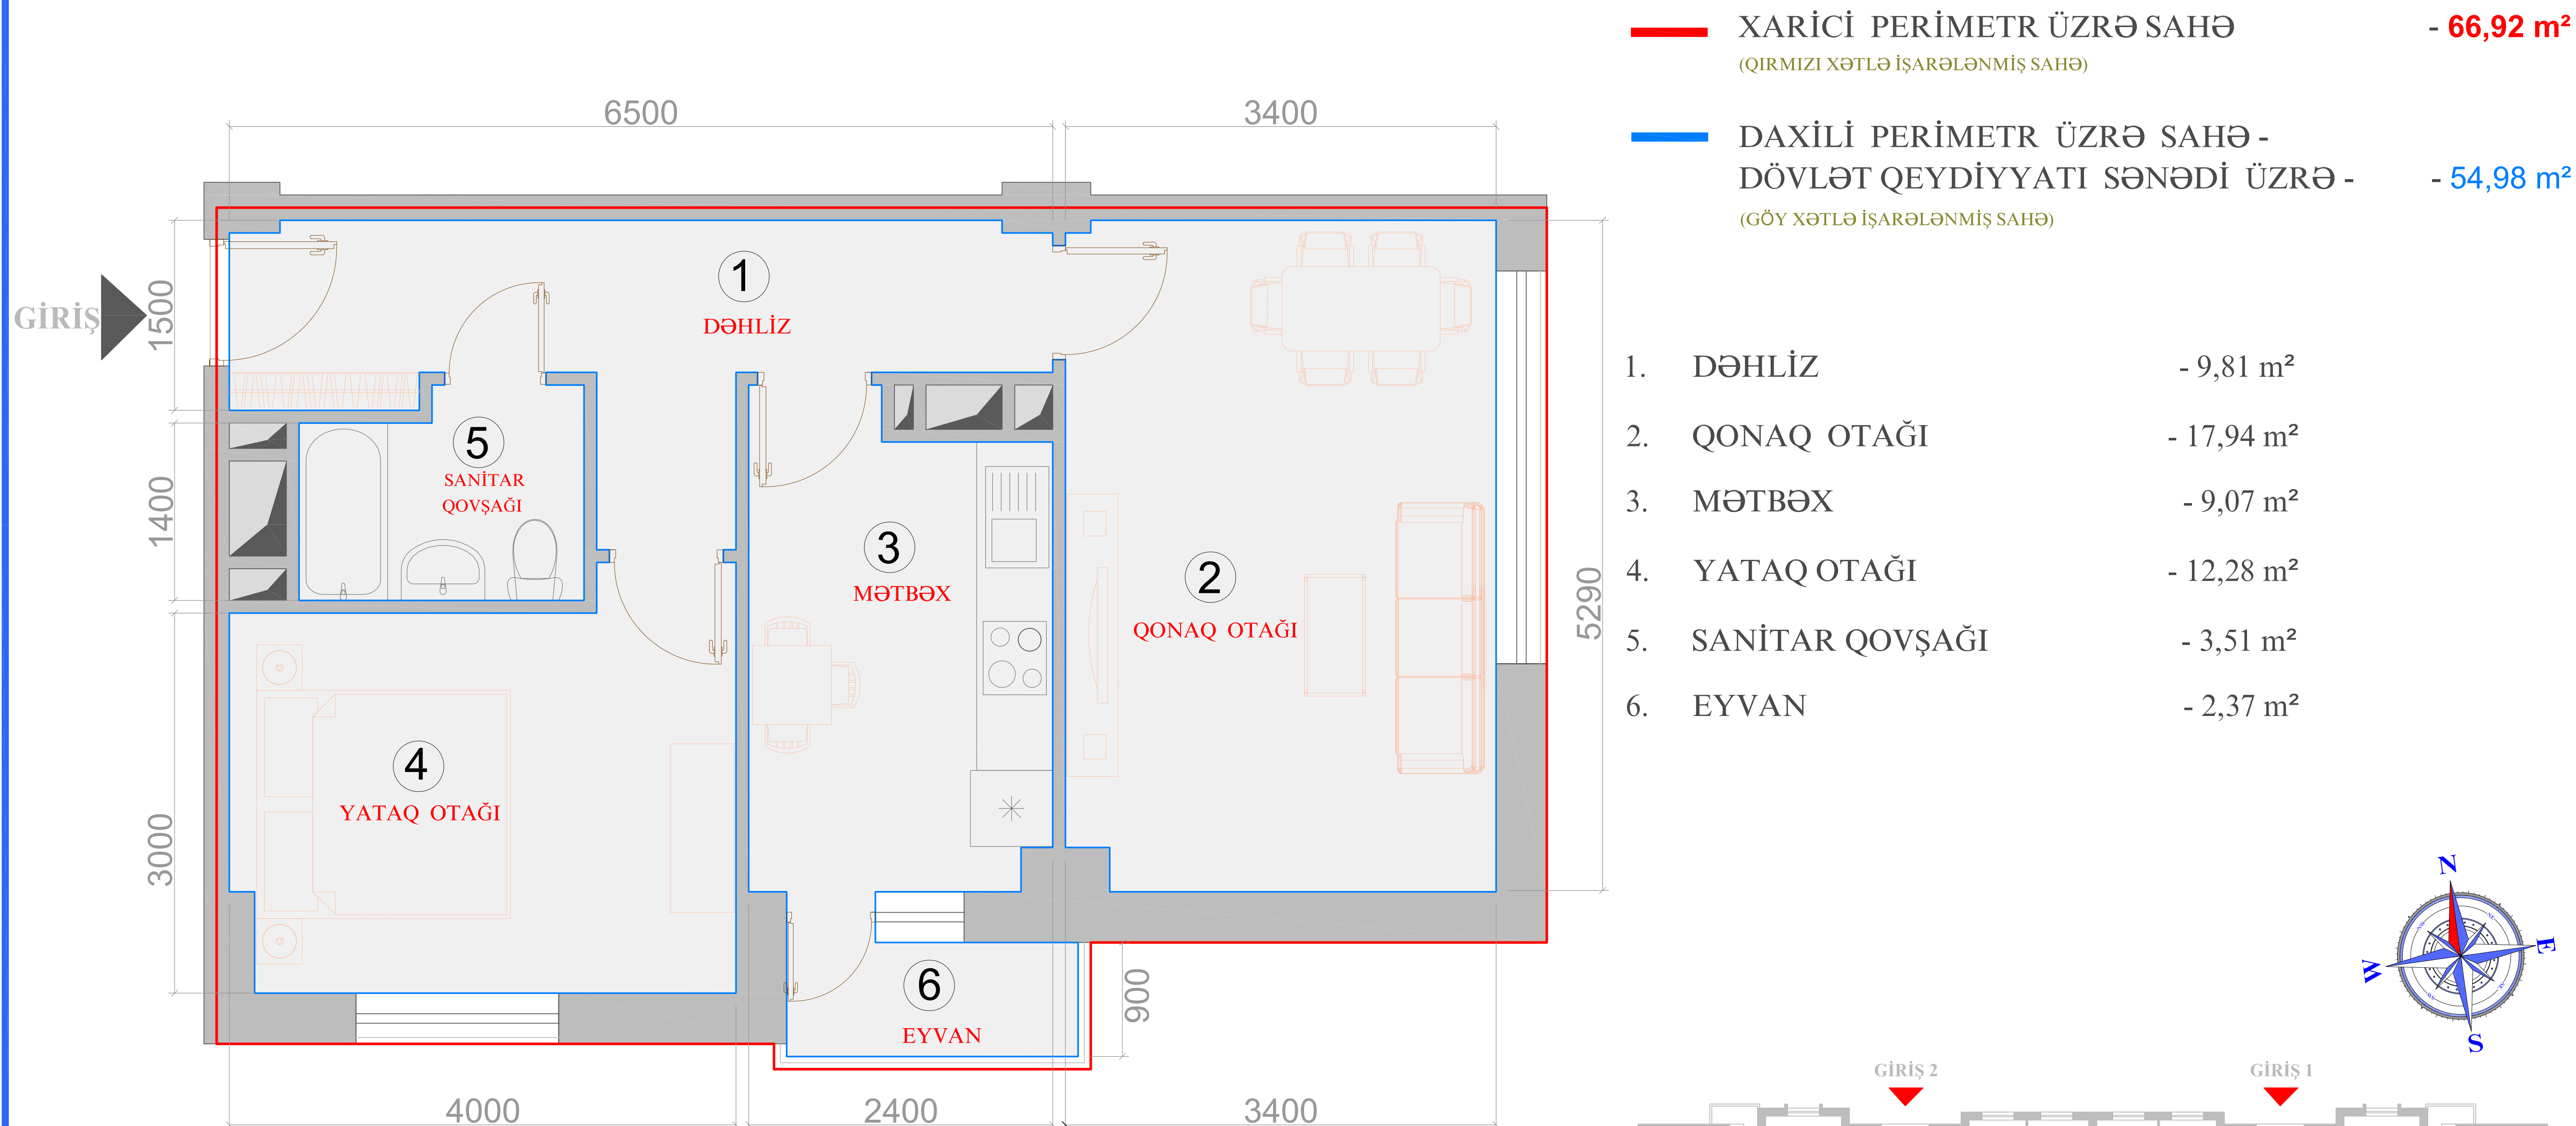 XARİCİ PERİMETR ÜZRƏ SAHƏ - 66,92 m²
(QIRMIZI XƏTLƏ İŞARƏLƏNMİŞ SAHƏ)
DAXİLİ PERİMETR ÜZRƏ SAHƏ -
DÖVLƏT QEYDİYYATI SƏNƏDİ ÜZRƏ - - 54,98 m²
(GÖY XƏTLƏ İŞARƏLƏNMİŞ SAHƏ)
6500
3400
GİRİŞ
1500
1400
3000
1
DƏHLİZ
5
SANİTAR
QOVŞAĞI
3
MƏTBƏX
2
QONAQ OTAĞI
4
YATAQ OTAĞI
6
EYVAN
5290
900
4000
2400
3400
1. DƏHLİZ - 9,81 m²
2. QONAQ OTAĞI - 17,94 m²
3. MƏTBƏX - 9,07 m²
4. YATAQ OTAĞI - 12,28 m²
5. SANİTAR QOVŞAĞI - 3,51 m²
6. EYVAN - 2,37 m²
N
NW
NE
W
E
SW
SE
S
GİRİŞ 2
GİRİŞ 1